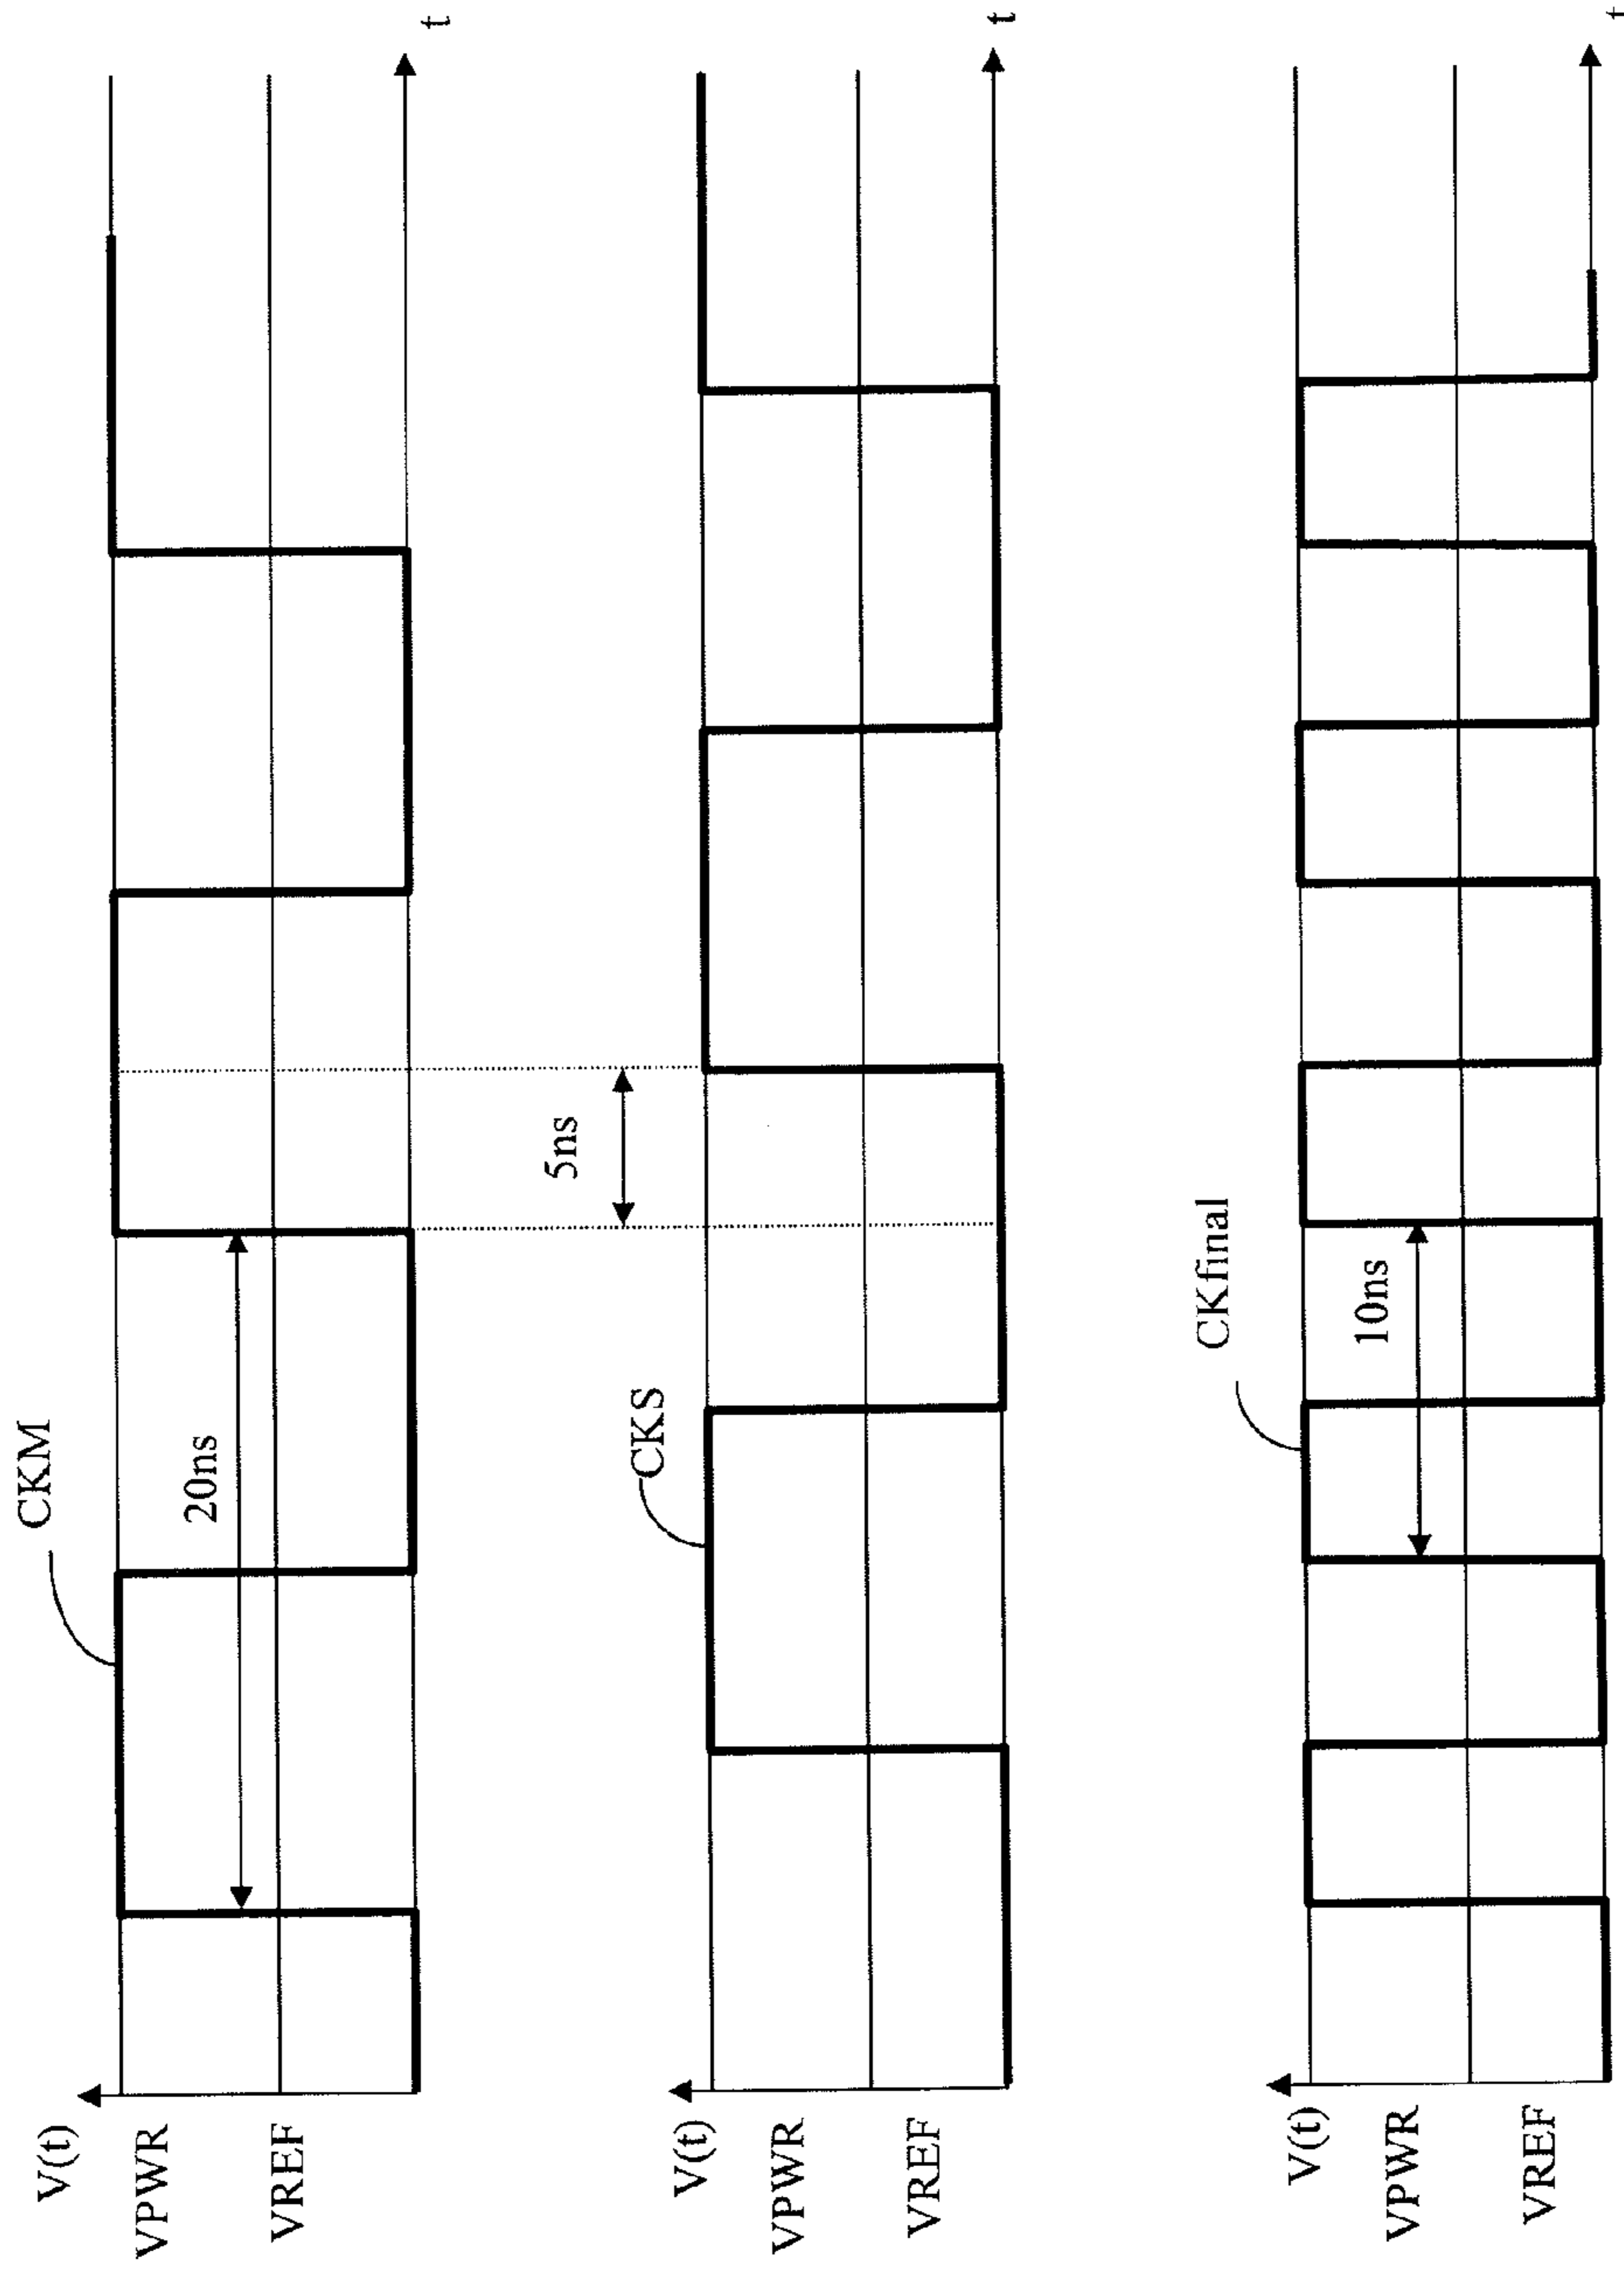 CKM
V(t)
VPWR
VREF
20ns
t
5ns
CKS
V(t)
VPWR
VREF
t
CKfinal
V(t)
VPWR
VREF
10ns
t